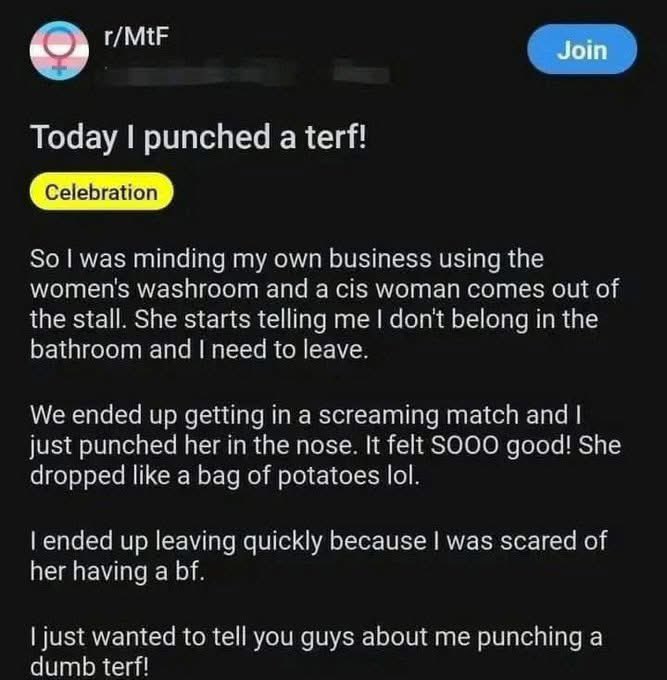 r/MtF
Join
Today I punched a terf!
Celebration
So I was minding my own business using the
women's washroom and a cis woman comes out of
the stall. She starts telling me I don't belong in the
bathroom and I need to leave.
We ended up getting in a screaming match and I
just punched her in the nose. It felt SOOO good! She
dropped like a bag of potatoes lol.
I ended up leaving quickly because I was scared of
her having a bf.
I just wanted to tell you guys about me punching a
dumb terf!